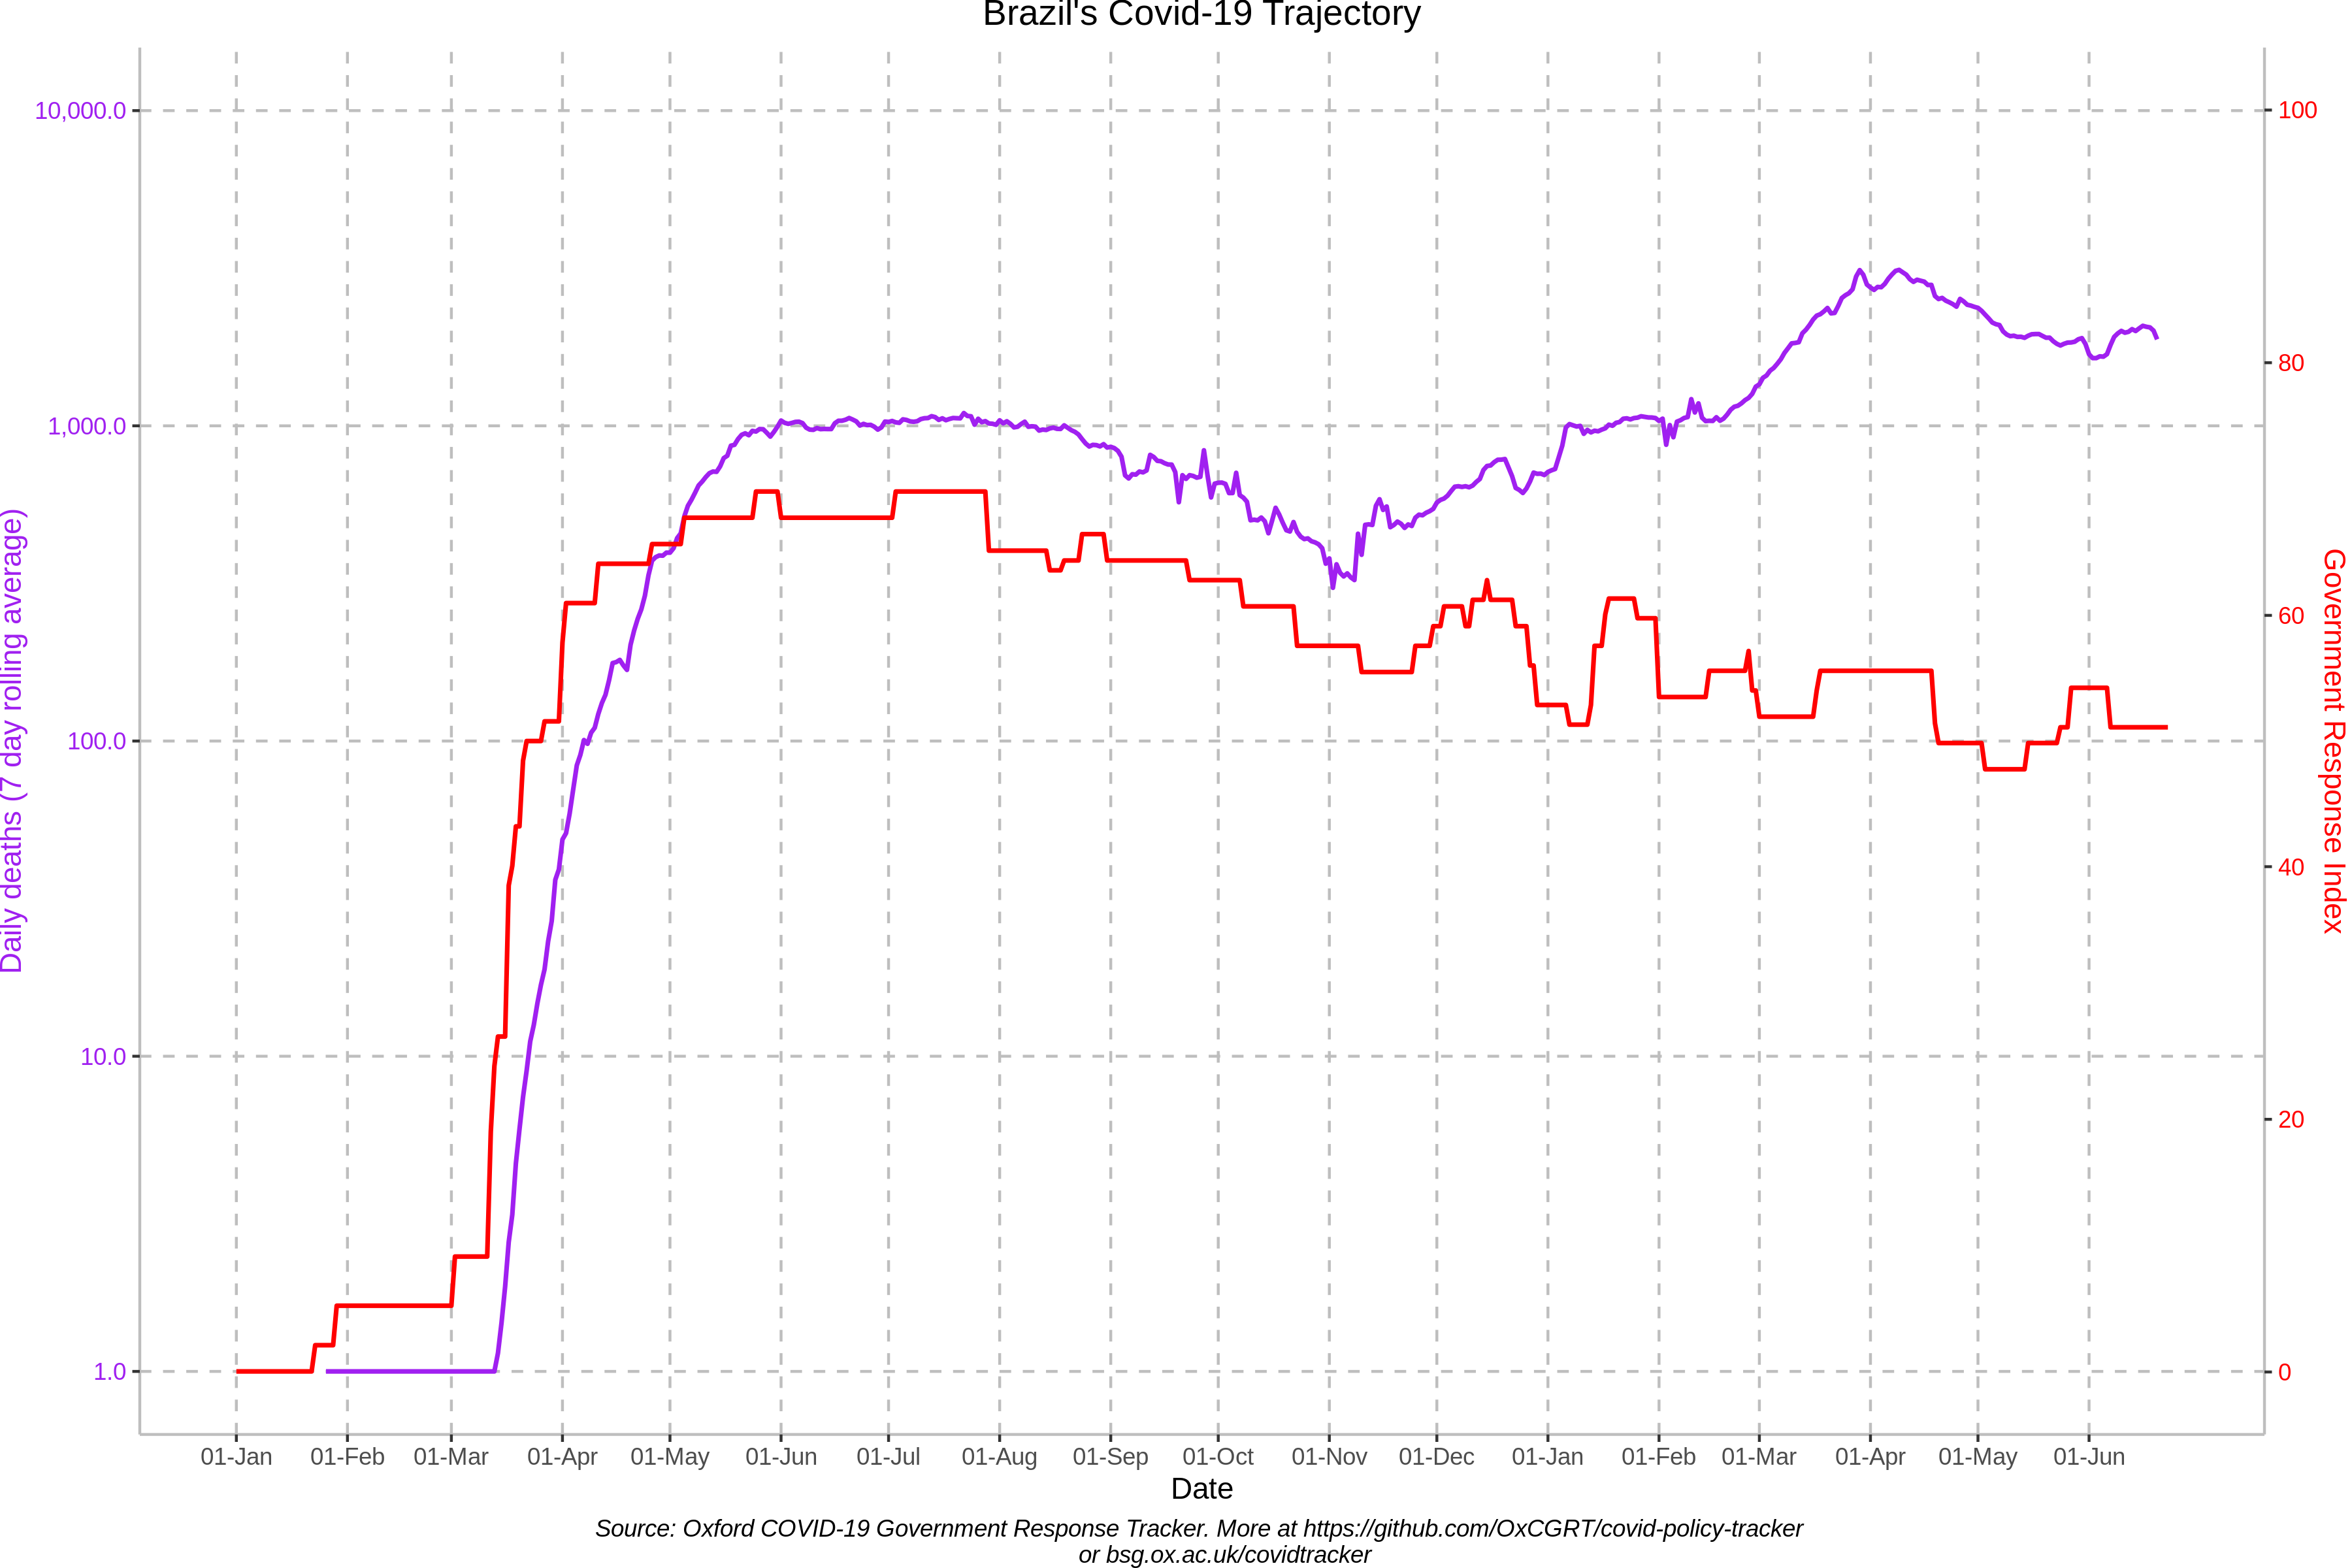 Brazil's Covid-19 Trajectory
10,000.0
1,000.0
100.0
10.0
1.0
Daily deaths (7 day rolling average)
100
80
60
40
20
0
Government Response Index
01-Jan 01-Feb 01-Mar 01-Apr 01-May 01-Jun 01-Jul 01-Aug 01-Sep 01-Oct 01-Nov 01-Dec 01-Jan 01-Feb 01-Mar 01-Apr 01-May 01-Jun
Date
Source: Oxford COVID-19 Government Response Tracker. More at https://github.com/OxCGRT/covid-policy-tracker
or bsg.ox.ac.uk/covidtracker